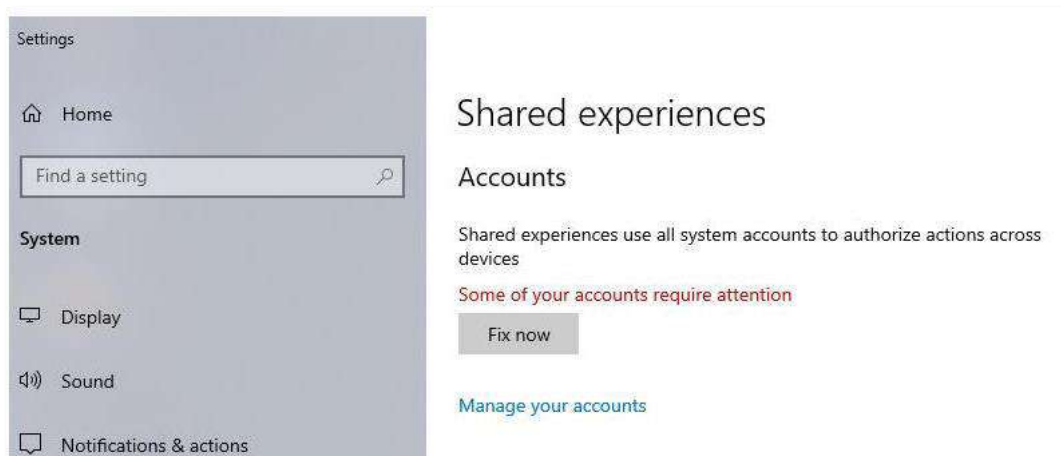 Settings
Home
Find a setting
System
Display
Sound
Notifications & actions
Shared experiences
Accounts
Shared experiences use all system accounts to authorize actions across
devices
Some of your accounts require attention
Fix now
Manage your accounts